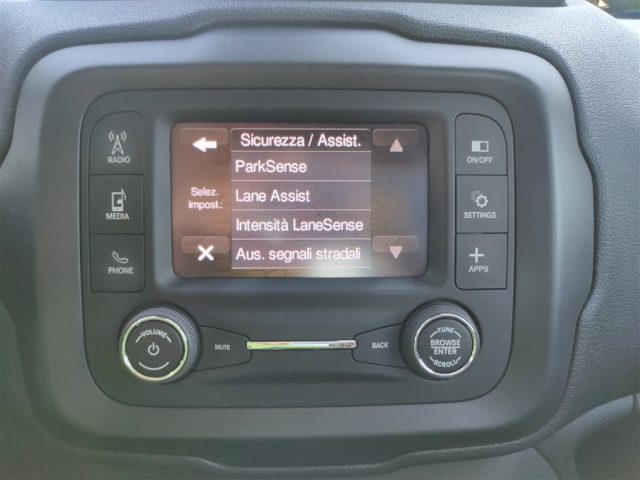 Sicurezza / Assist.
ParkSense
Selez.
impost.:
Lane Assist
Intensità LaneSense
Aus. segnali stradali
RADIO
MEDIA
PHONE
ON/OFF
SETTINGS
APPS
VOLUME
MUTE
BACK
TUNE
BROWSE
ENTER
SCROLL